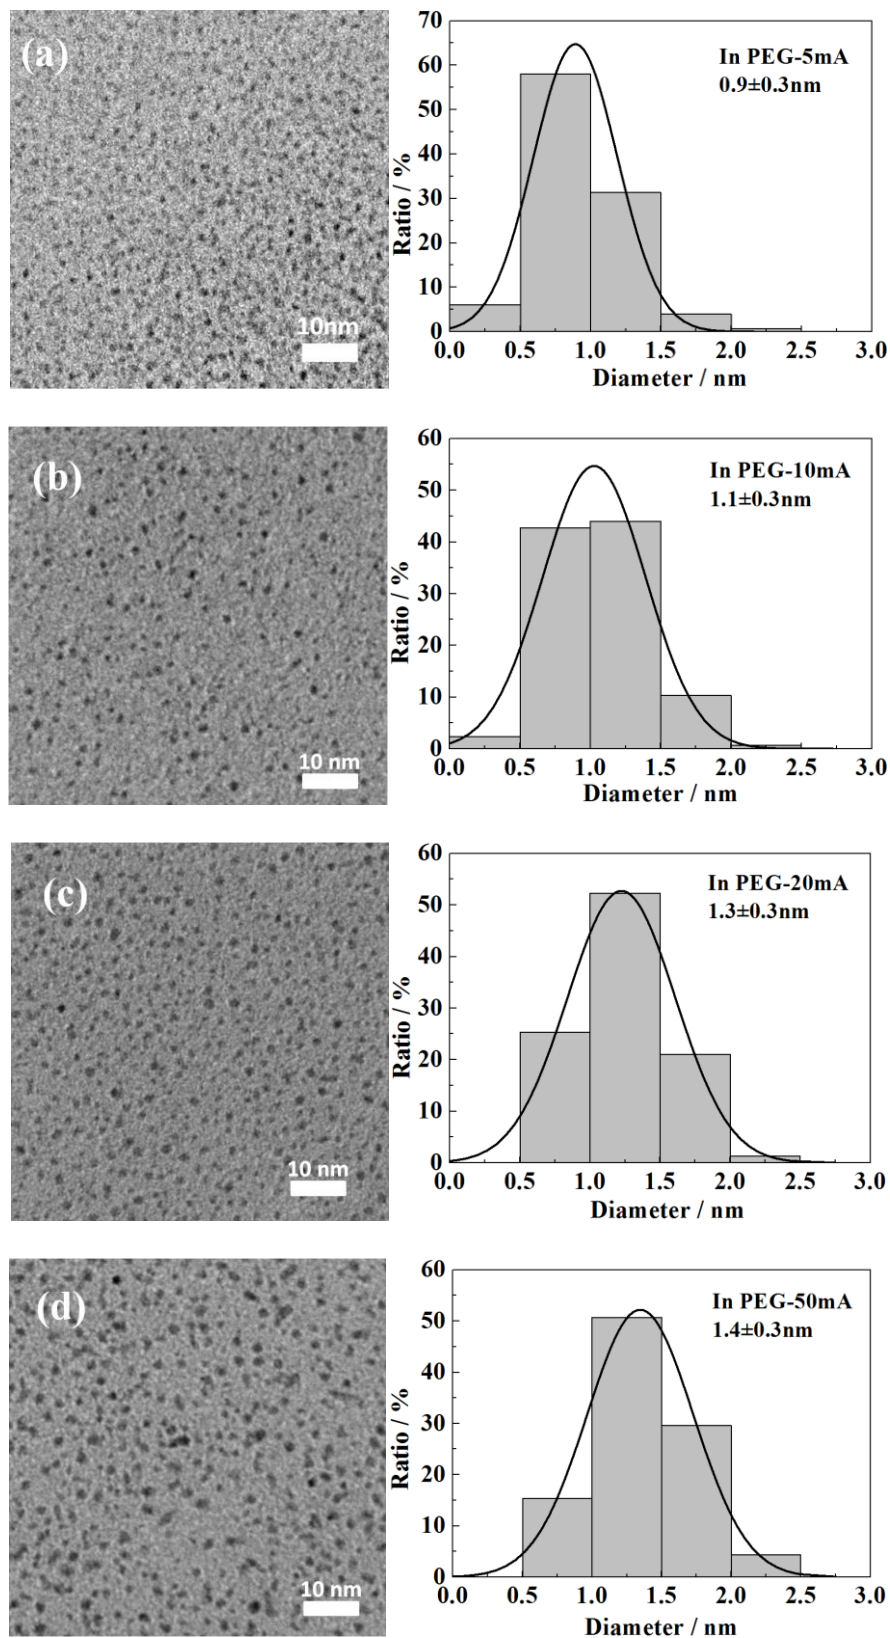 (a)
10nm
70
60
50
40
30
20
10
0
Ratio / %
In PEG-5mA
0.9±0.3nm
0.0 0.5 1.0 1.5 2.0 2.5 3.0
Diameter / nm
(b)
10 nm
60
50
40
30
20
10
0
Ratio / %
In PEG-10mA
1.1±0.3nm
0.0 0.5 1.0 1.5 2.0 2.5 3.0
Diameter / nm
(c)
10 nm
60
50
40
30
20
10
0
Ratio / %
In PEG-20mA
1.3±0.3nm
0.0 0.5 1.0 1.5 2.0 2.5 3.0
Diameter / nm
(d)
10 nm
60
50
40
30
20
10
0
Ratio / %
In PEG-50mA
1.4±0.3nm
0.0 0.5 1.0 1.5 2.0 2.5 3.0
Diameter / nm